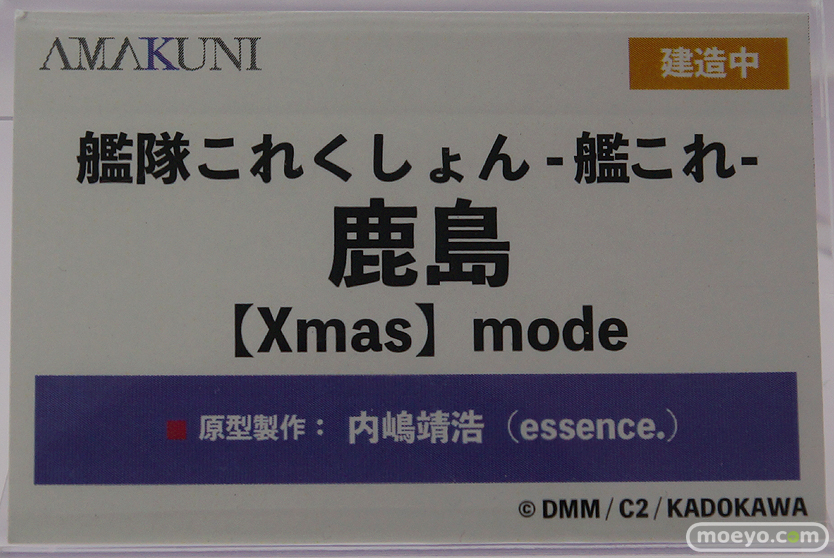 AMAKUNI
建造中
艦隊これくしょん -艦これ-
鹿島
【Xmas】mode
■ 原型製作： 内嶋靖浩（essence.）
© DMM / C2 / KADOKAWA
moeyo.com